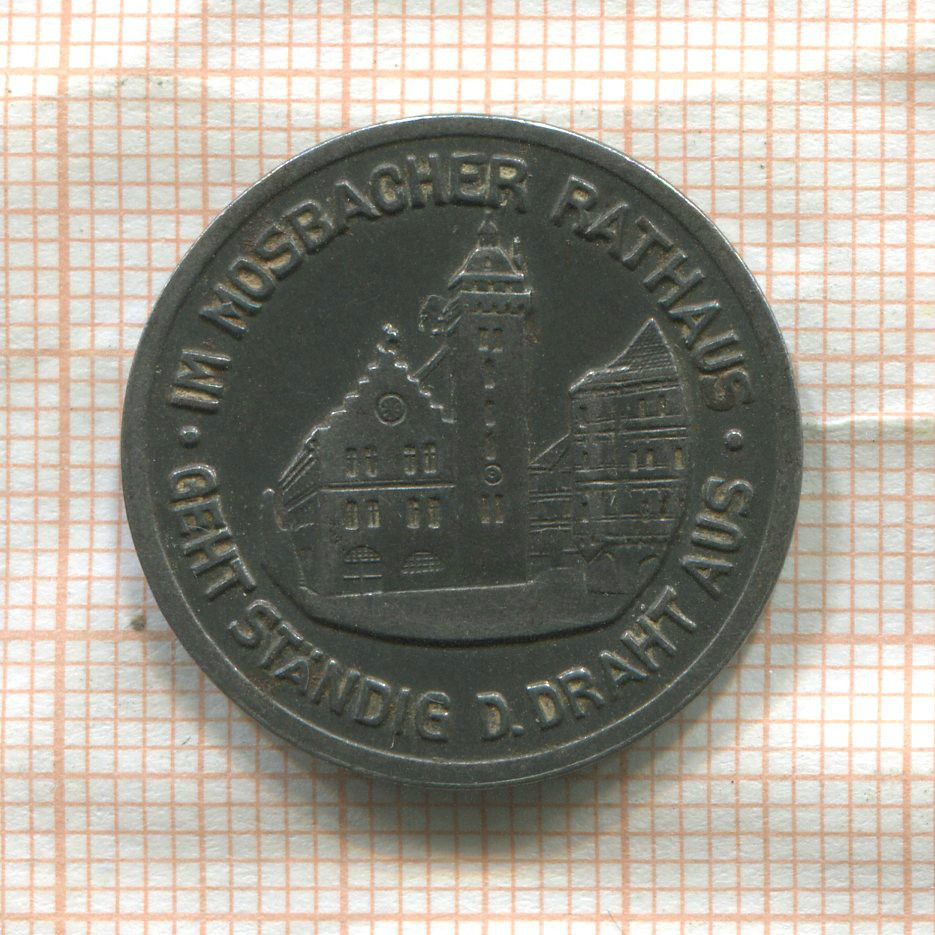 · IM MOSBACHER RATHAUS ·
GEHT STÄNDIG D. DRAHT AUS